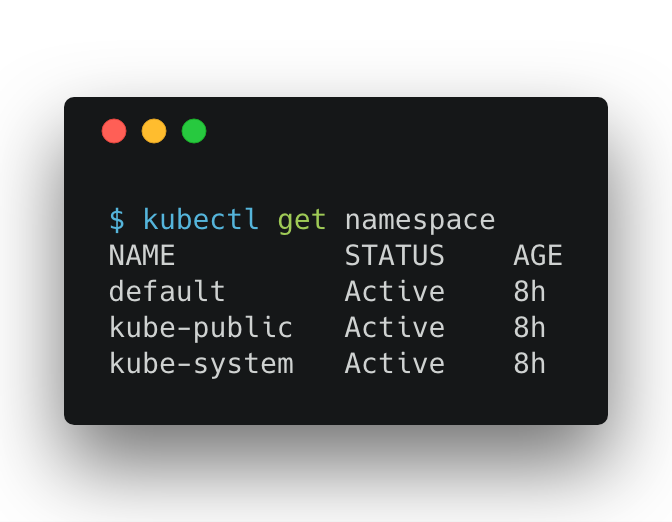 $ kubectl get namespace
NAME          STATUS    AGE
default       Active    8h
kube-public   Active    8h
kube-system   Active    8h